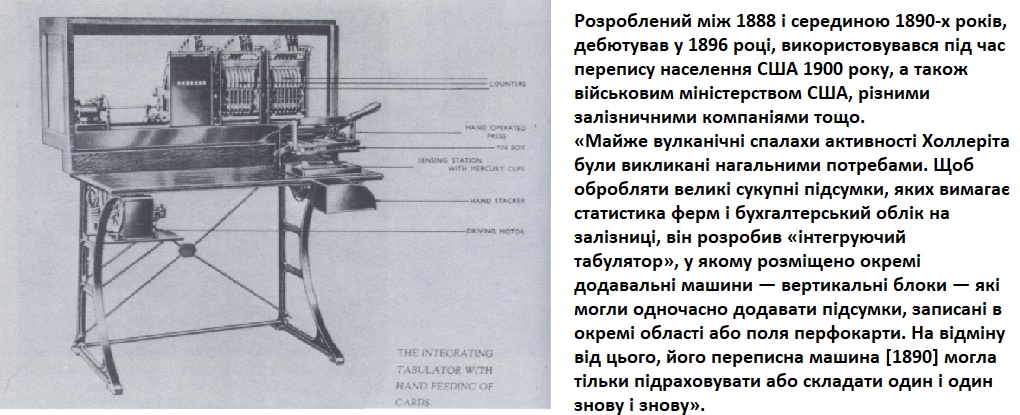 COUNTERS
HAND OPERATED
PRESS
PIN BOX
SENSING STATION
WITH MERCURY CUPS
HAND STACKER
DRIVING MOTOR
THE INTEGRATING
TABULATOR WITH
HAND FEEDING OF
CARDS.
Розроблений між 1888 і серединою 1890-х років,
дебютував у 1896 році, використовувався під час
перепису населення США 1900 року, а також
військовим міністерством США, різними
залізничними компаніями тощо.
«Майже вулканічні спалахи активності Холлеріта
були викликані нагальними потребами. Щоб
обробляти великі сукупні підсумки, яких вимагає
статистика ферм і бухгалтерський облік на
залізниці, він розробив «інтегруючий
табулятор», у якому розміщено окремі
додавальні машини — вертикальні блоки — які
могли одночасно додавати підсумки, записані в
окремі області або поля перфокарти. На відміну
від цього, його переписна машина [1890] могла
тільки підраховувати або складати один і один
знову і знову».